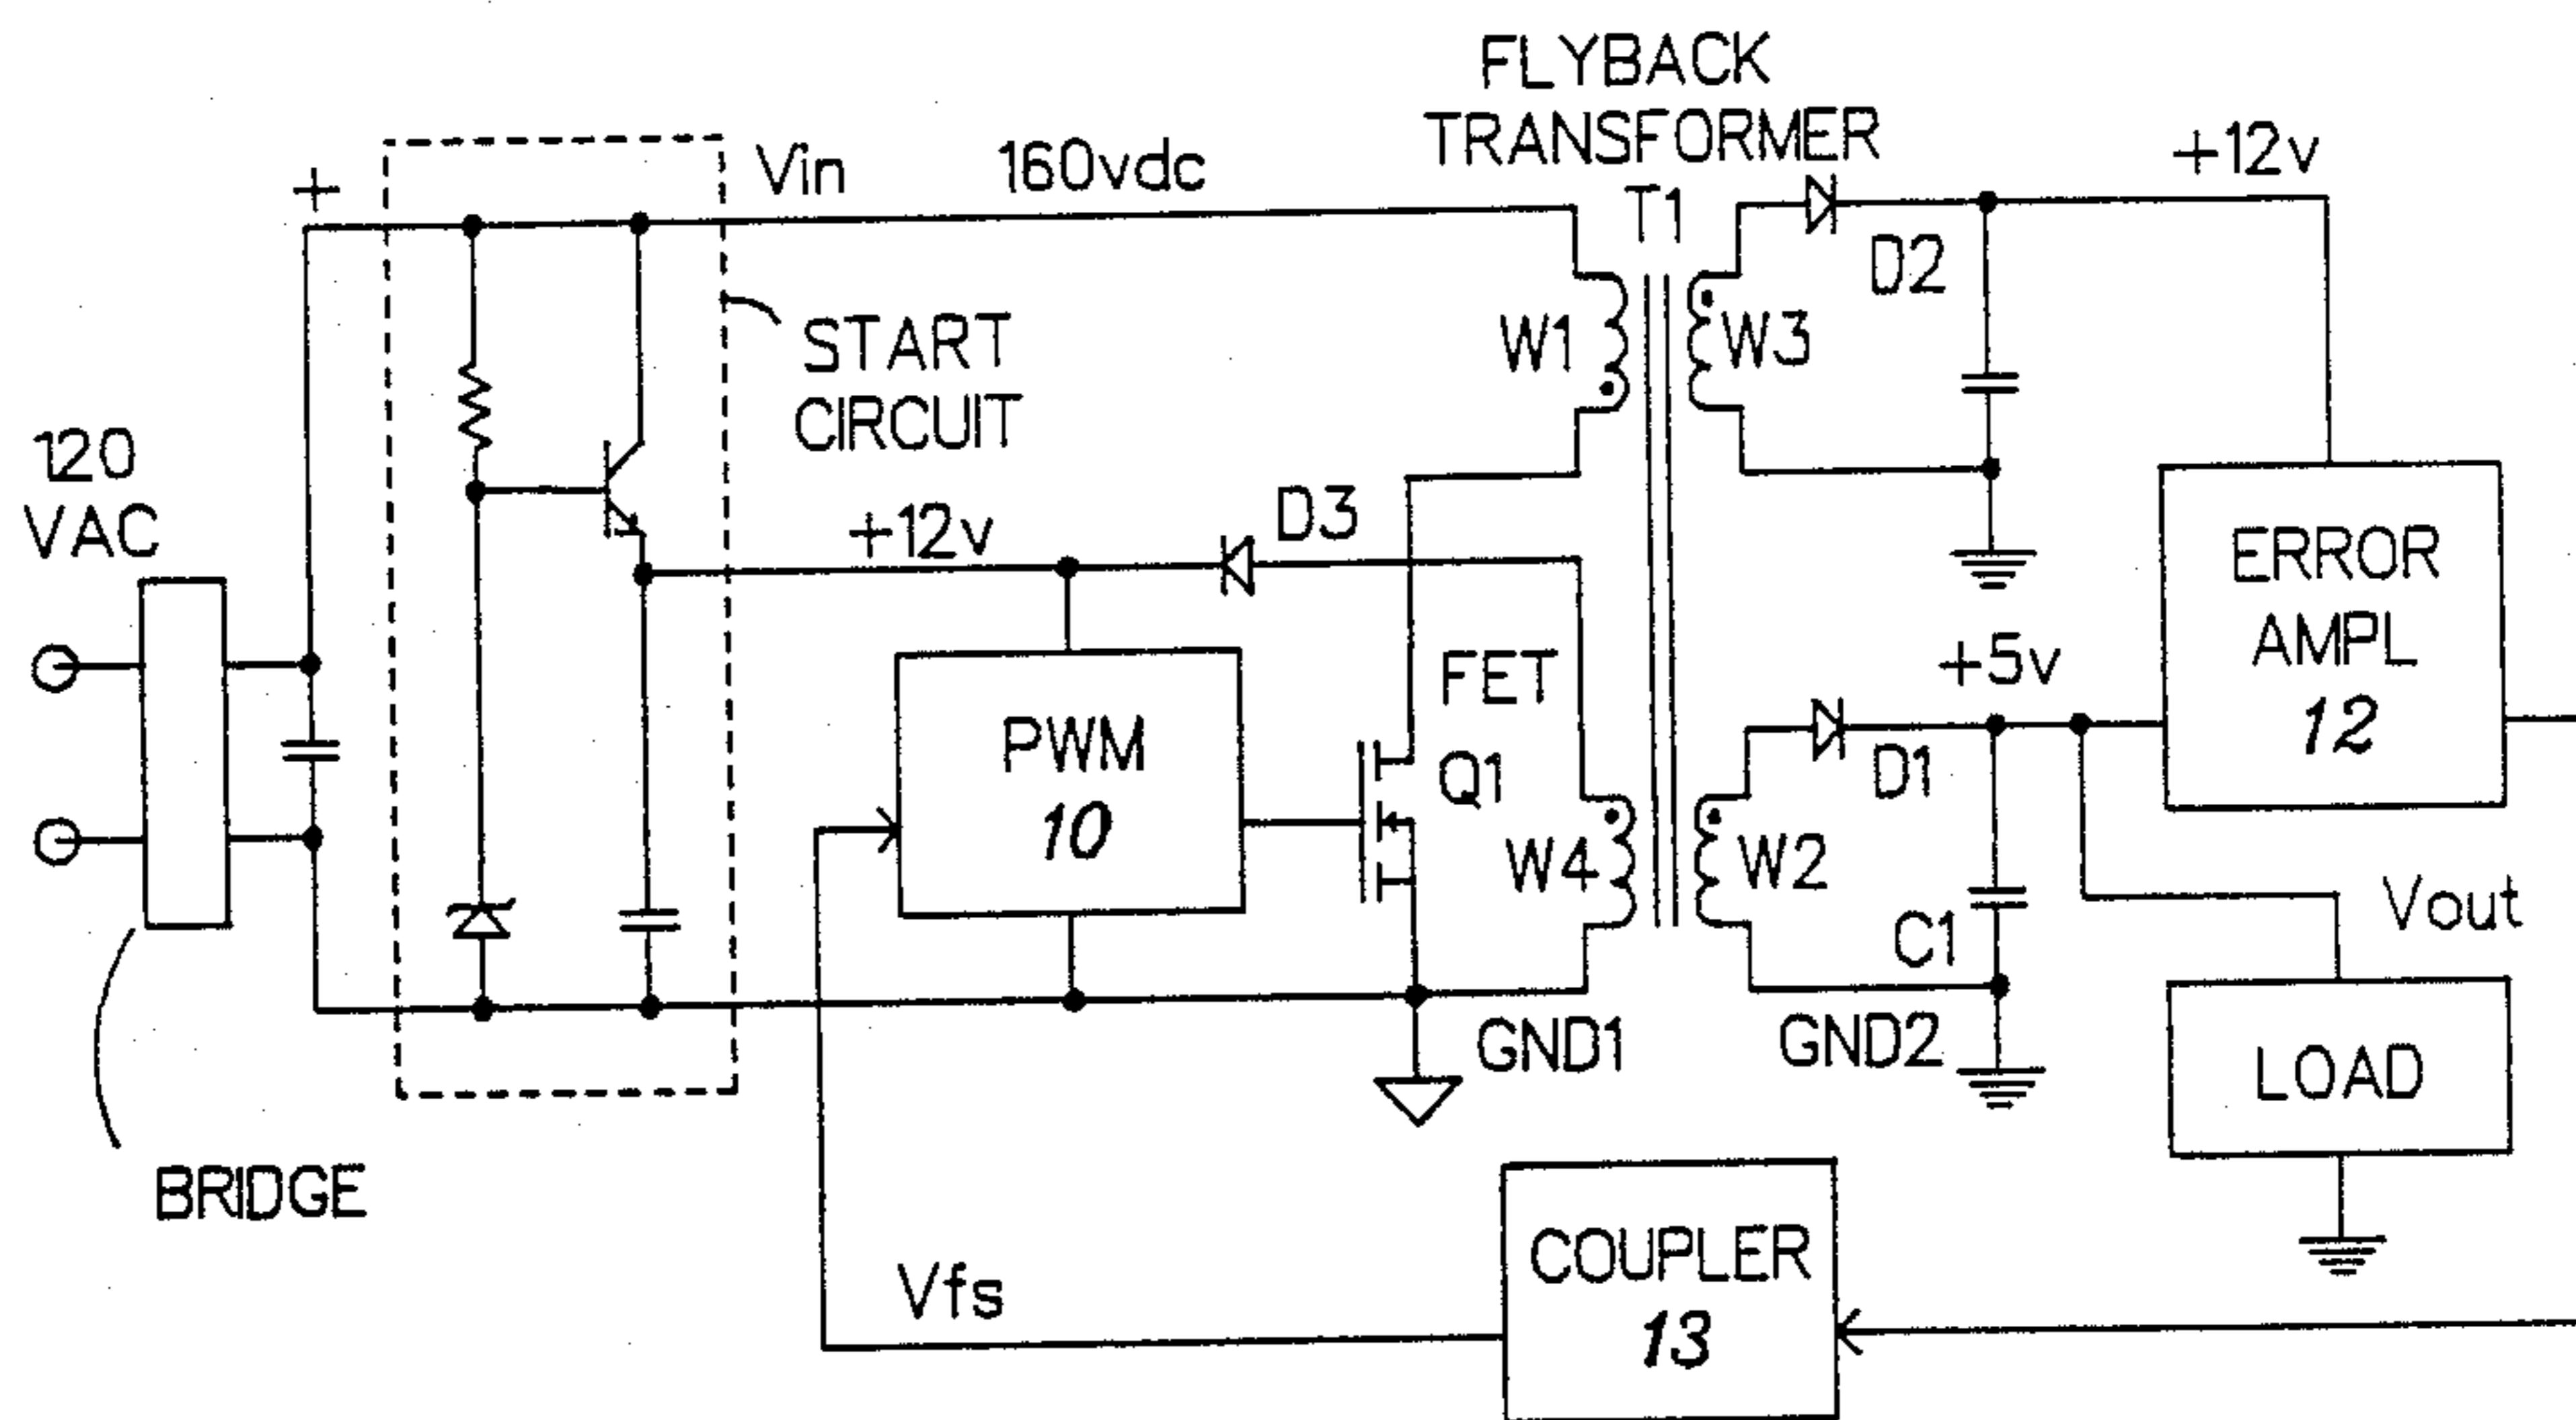 FLYBACK
TRANSFORMER
T1
+
Vin
160vdc
+12v
D2
W1
W3
START
CIRCUIT
120
VAC
+12v
D3
ERROR
AMPL
12
+5v
FET
Q1
PWM
10
D1
W4
W2
C1
Vout
GND1
GND2
LOAD
BRIDGE
COUPLER
13
Vfs